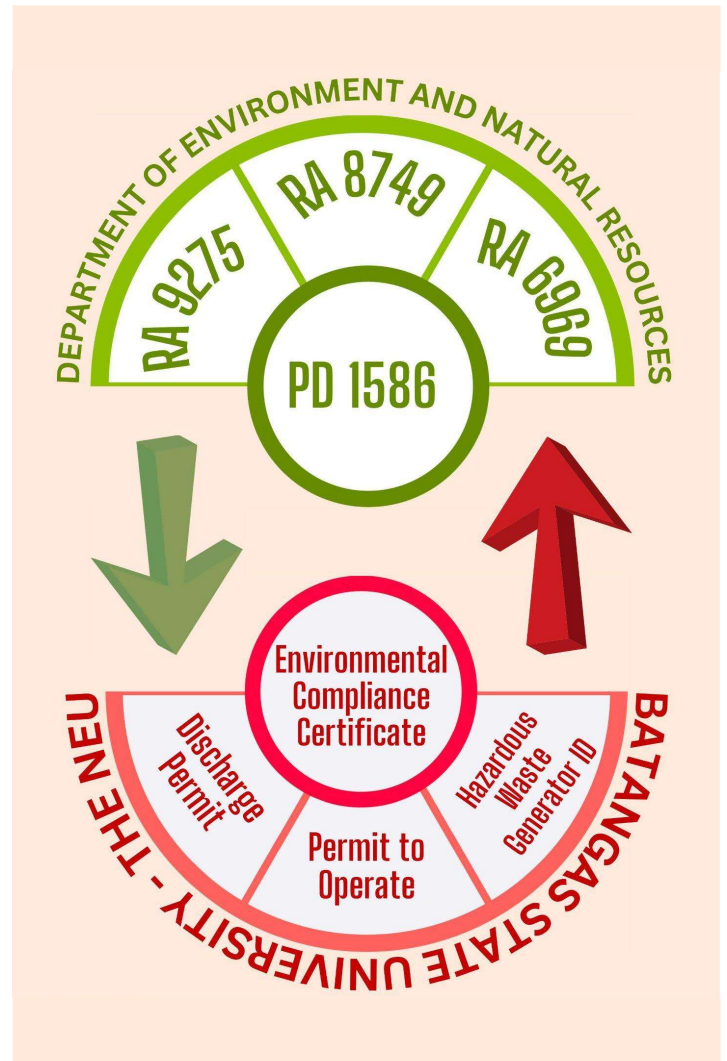 DEPARTMENT OF ENVIRONMENT AND NATURAL RESOURCES
RA 9275
RA 8749
RA 6969
PD 1586
Environmental
Compliance
Certificate
Discharge
Permit
Permit to
Operate
Hazardous
Waste
Generator ID
BATANGAS STATE UNIVERSITY - THE NEU